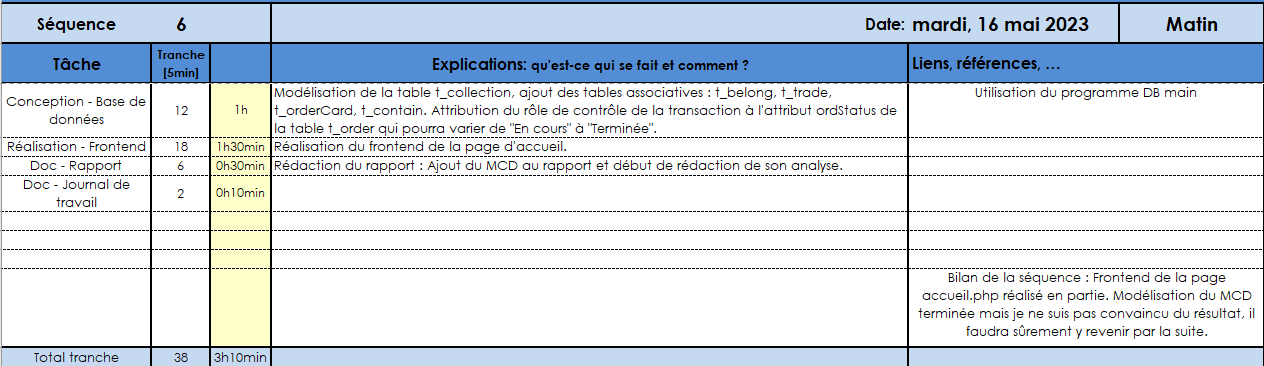 Séquence 6 Date: mardi, 16 mai 2023 Matin
Tâche Tranche [5min] Explications: qu'est-ce qui se fait et comment ? Liens, références, ...
Conception - Base de données 12 1h Modélisation de la table t_collection, ajout des tables associatives : t_belong, t_trade,
t_orderCard, t_contain. Attribution du rôle de contrôle de la transaction à l'attribut ordStatus de
la table t_order qui pourra varier de "En cours" à "Terminée".
Utilisation du programme DB main
Réalisation - Frontend 18 1h30min Réalisation du frontend de la page d'accueil.
Doc - Rapport 6 0h30min Rédaction du rapport : Ajout du MCD au rapport et début de rédaction de son analyse.
Doc - Journal de travail 2 0h10min
Bilan de la séquence : Frontend de la page
accueil.php réalisé en partie. Modélisation du MCD
terminée mais je ne suis pas convaincu du résultat, il
faudra sûrement y revenir par la suite.
Total tranche 38 3h10min